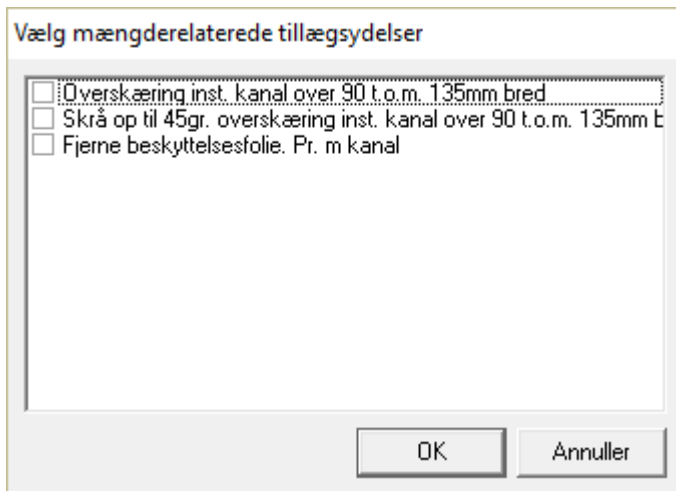 Vælg mængderelaterede tillægsydelser
Overskæring inst. kanal over 90 t.o.m. 135mm bred
Skrå op til 45gr. overskæring inst. kanal over 90 t.o.m. 135mm
Fjerne beskyttelsesfolie. Pr. m kanal
OK
Annuller